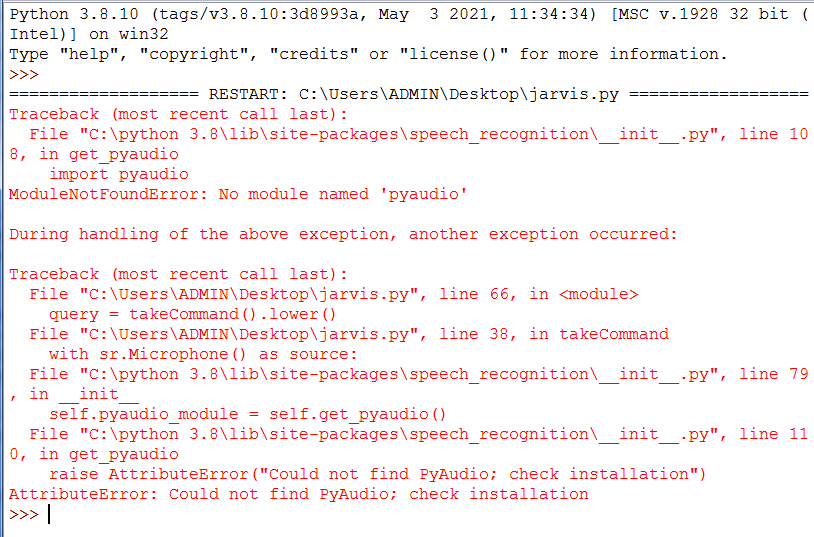 Python 3.8.10 (tags/v3.8.10:3d8993a, May  3 2021, 11:34:34) [MSC v.1928 32 bit (
Intel)] on win32
Type "help", "copyright", "credits" or "license()" for more information.
>>>
=================== RESTART: C:\Users\ADMIN\Desktop\jarvis.py ==================
Traceback (most recent call last):
  File "C:\python 3.8\lib\site-packages\speech_recognition\__init__.py", line 10
8, in get_pyaudio
    import pyaudio
ModuleNotFoundError: No module named 'pyaudio'

During handling of the above exception, another exception occurred:

Traceback (most recent call last):
  File "C:\Users\ADMIN\Desktop\jarvis.py", line 66, in <module>
    query = takeCommand().lower()
  File "C:\Users\ADMIN\Desktop\jarvis.py", line 38, in takeCommand
    with sr.Microphone() as source:
  File "C:\python 3.8\lib\site-packages\speech_recognition\__init__.py", line 79
, in __init__
    self.pyaudio_module = self.get_pyaudio()
  File "C:\python 3.8\lib\site-packages\speech_recognition\__init__.py", line 11
0, in get_pyaudio
    raise AttributeError("Could not find PyAudio; check installation")
AttributeError: Could not find PyAudio; check installation
>>>